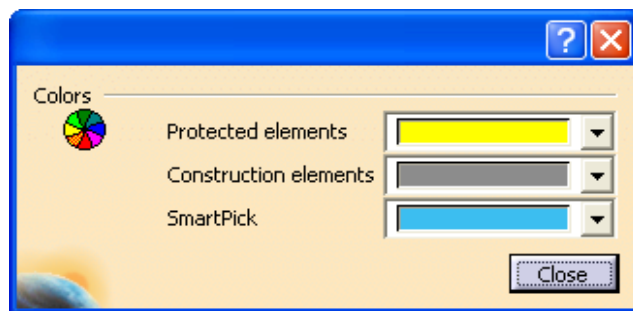 ?
Colors
Protected elements
Construction elements
SmartPick
Close